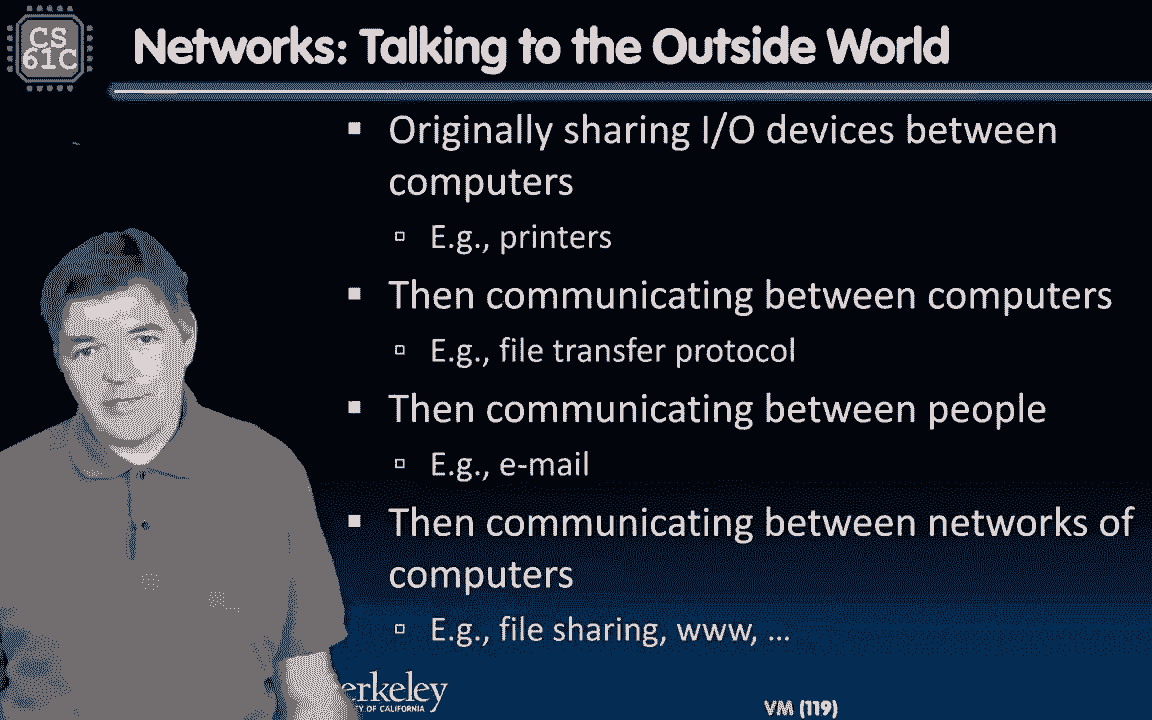 CS
61C
Networks: Talking to the Outside World
▪ Originally sharing I/O devices between
computers
▫ E.g., printers
▪ Then communicating between computers
▫ E.g., file transfer protocol
▪ Then communicating between people
▫ E.g., e-mail
▪ Then communicating between networks of
computers
▫ E.g., file sharing, www, ...
erkeley
OF CALIFORNIA
VM (119)